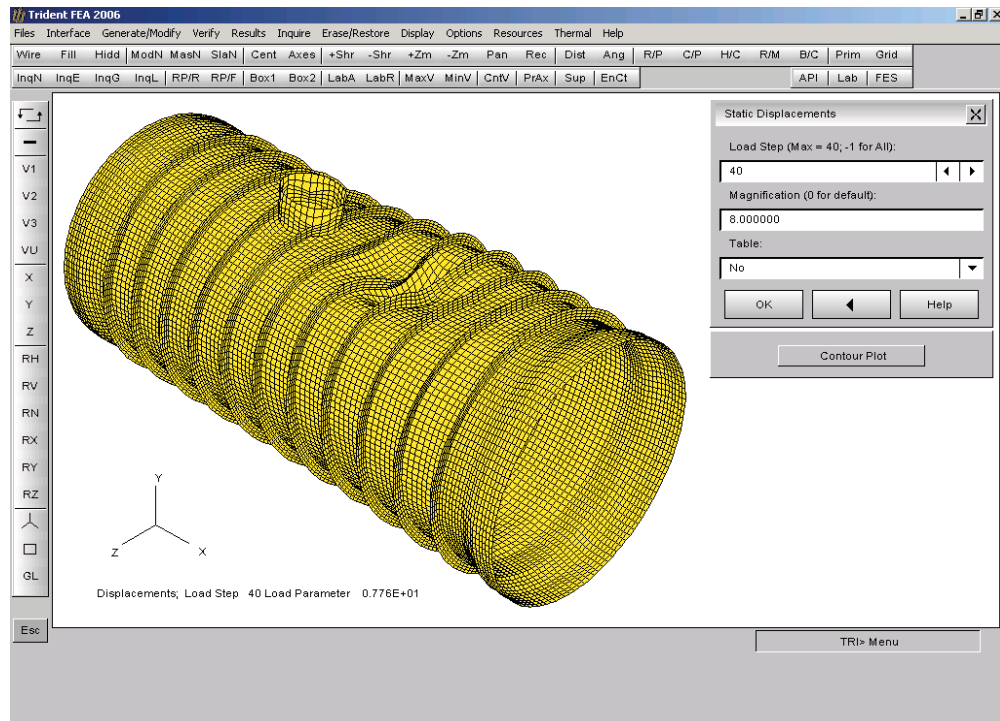 Trident FEA 2006
Files Interface Generate/Modify Verify Results Inquire Erase/Restore Display Options Resources Thermal Help
Wire Fill Hidd ModN MasN SlaN Cent Axes +Shr -Shr +Zm -Zm Pan Rec Dist Ang R/P C/P H/C R/M B/C Prim Grid
InqN InqE InqG InqL RP/R RP/F Box1 Box2 LabA LabR MaxV MinV CntV PrAx Sup EnCt API Lab FES
V1
V2
V3
VU
X
Y
Z
RH
RV
RN
RX
RY
RZ
GL
Esc
Static Displacements
Load Step (Max = 40; -1 for All):
40
Magnification (0 for default):
8.000000
Table:
No
OK Help
Contour Plot
Y
Z X
Displacements; Load Step 40 Load Parameter 0.776E+01
TRI> Menu